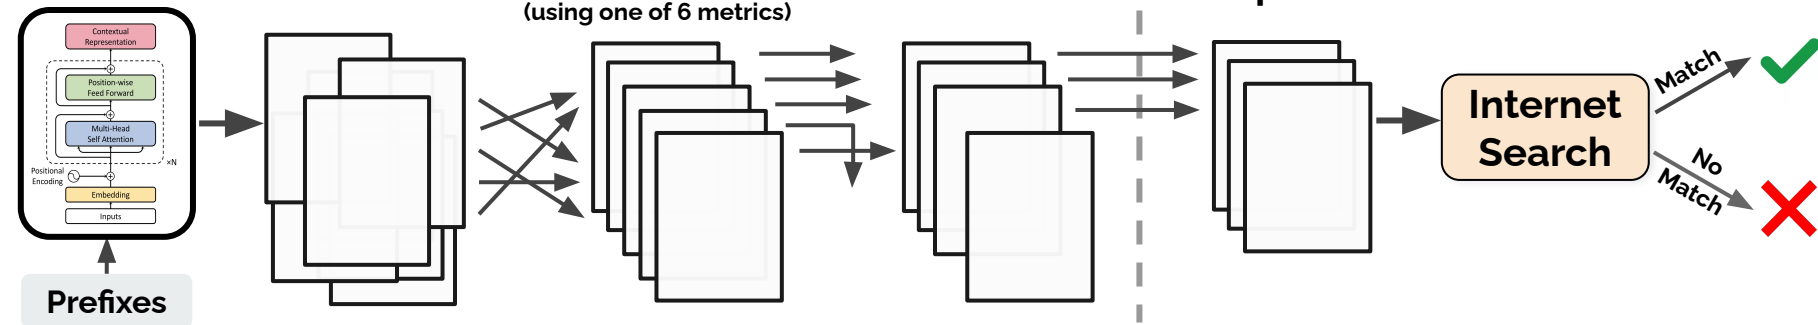 (using one of 6 metrics)
Contextual
Representation
Position-wise
Feed Forward
Multi-Head
Self Attention
×N
Positional
Encoding
Embedding
Inputs
Prefixes
Internet
Search
Match
No
Match